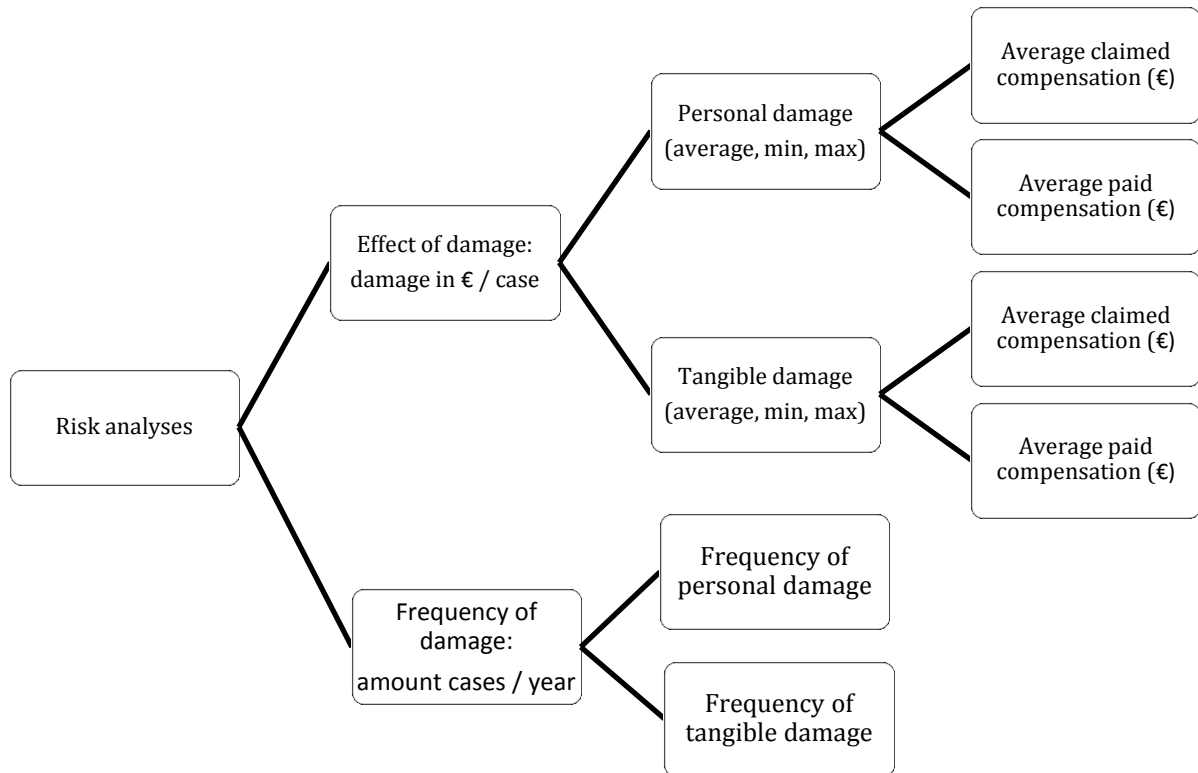 Risk analyses
Effect of damage:
damage in € / case
Personal damage
(average, min, max)
Average claimed
compensation (€)
Average paid
compensation (€)
Tangible damage
(average, min, max)
Average claimed
compensation (€)
Average paid
compensation (€)
Frequency of
damage:
amount cases / year
Frequency of
personal damage
Frequency of
tangible damage